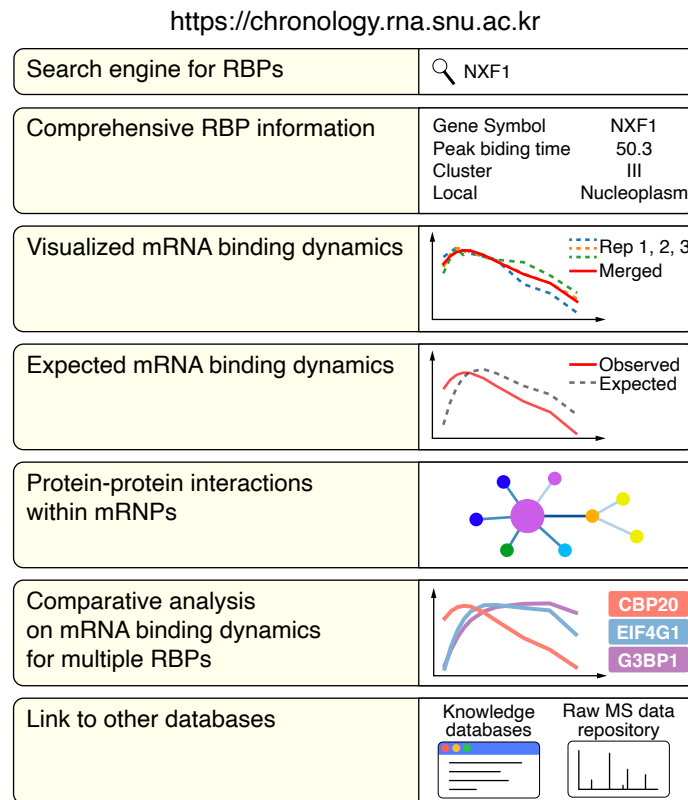 https://chronology.rna.snu.ac.kr
Search engine for RBPs
NXF1
Comprehensive RBP information
Gene Symbol NXF1
Peak biding time 50.3
Cluster III
Local Nucleoplasm
Visualized mRNA binding dynamics
Rep 1, 2, 3
Merged
Expected mRNA binding dynamics
Observed
Expected
Protein-protein interactions
within mRNPs
Comparative analysis
on mRNA binding dynamics
for multiple RBPs
CBP20
EIF4G1
G3BP1
Link to other databases
Knowledge
databases
Raw MS data
repository